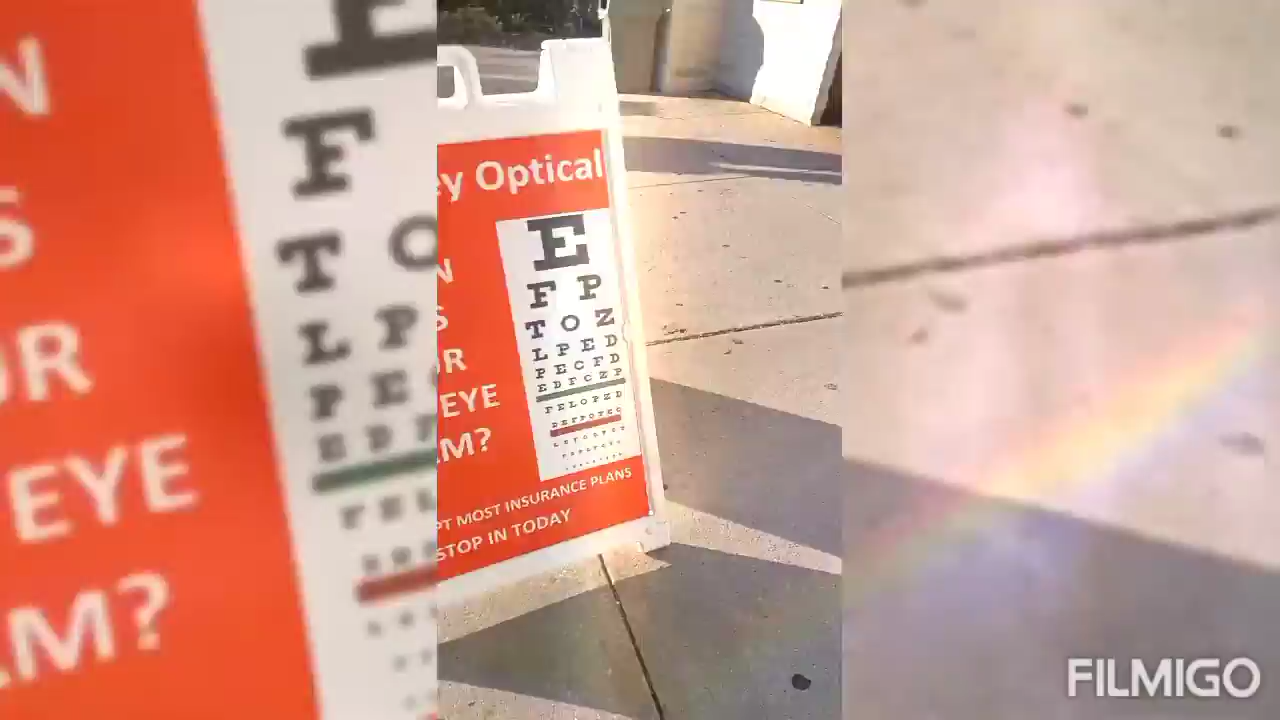 ey Optical
E
F P
T O Z
L P E D
P E C F D
E D F C Z P
F E L O P Z D
D E F P O T E C
N
S
R
EYE
M?
PT MOST INSURANCE PLANS
STOP IN TODAY
FILMIGO